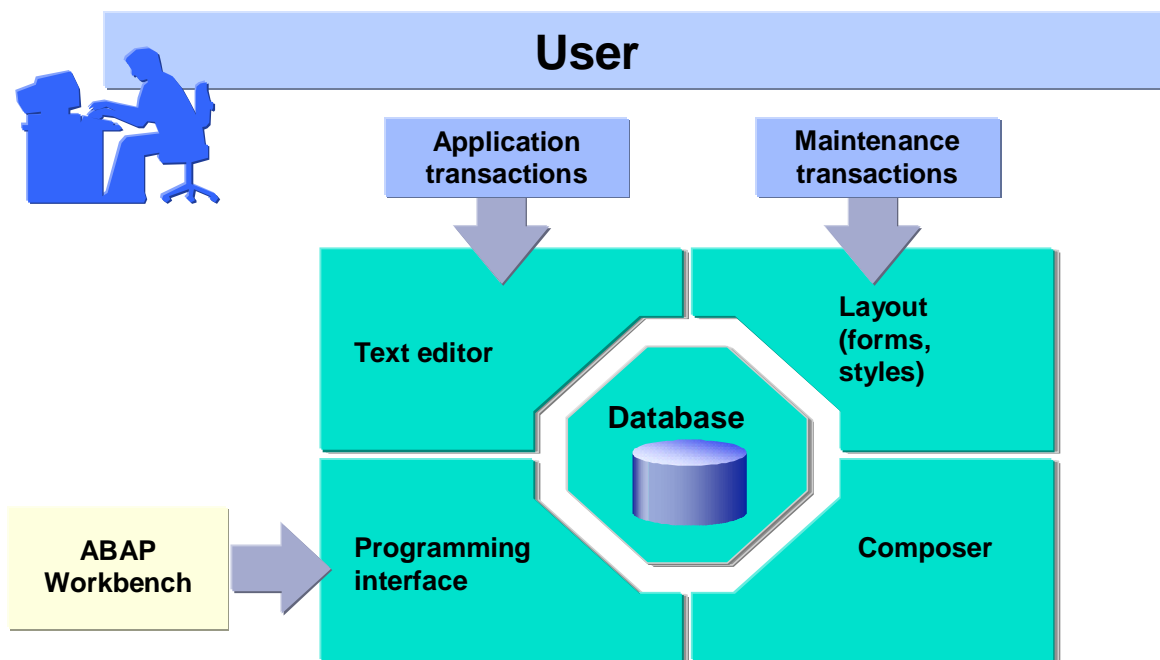 User
Application
transactions
Maintenance
transactions
Text editor
Layout
(forms,
styles)
Database
ABAP
Workbench
Programming
interface
Composer